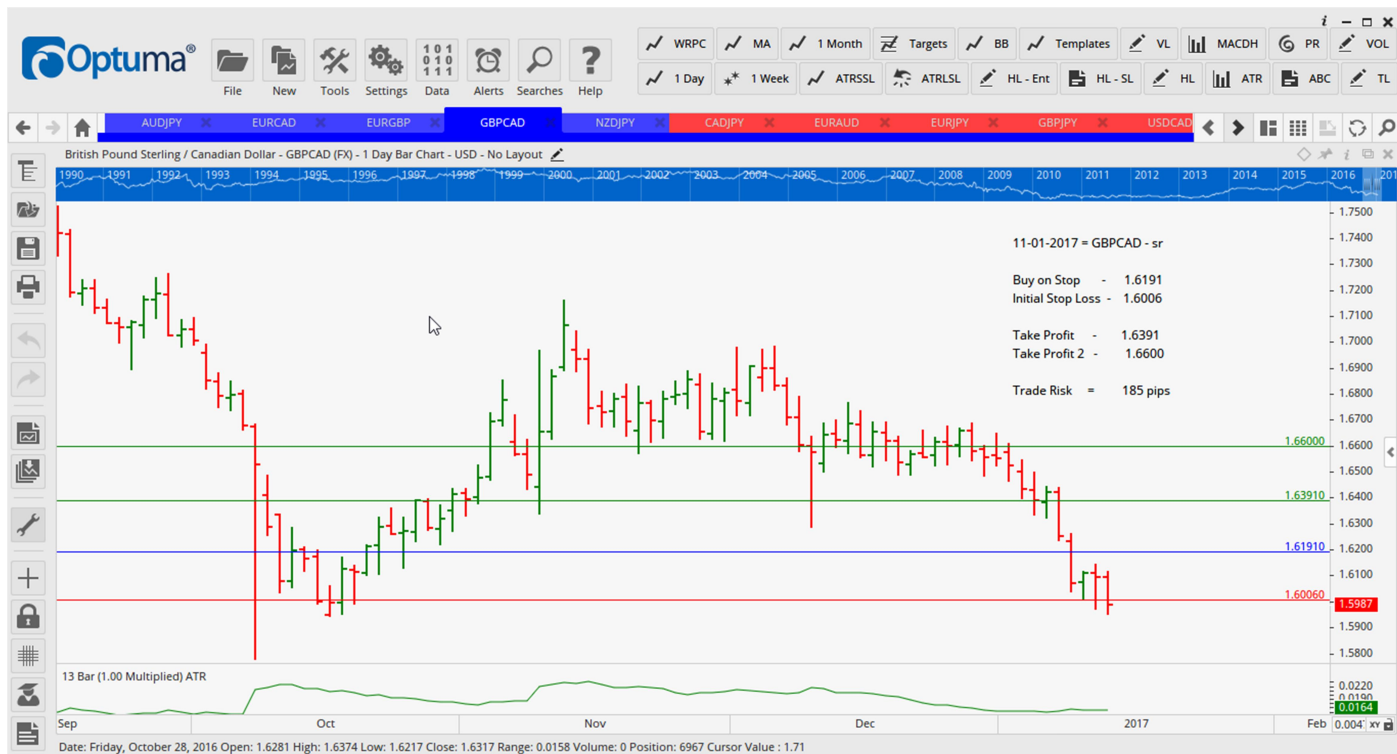 Optuma®
File
New
Tools
Settings
101
010
111
Data
Alerts
Searches
?
Help
i
WRPC
MA
1 Month
Targets
BB
Templates
VL
MACDH
PR
VOL
1 Day
1 Week
ATRSSL
ATRLSL
HL - Ent
HL - SL
HL
ATR
ABC
TL
AUDJPY
EURCAD
EURGBP
GBPCAD
NZDJPY
CADJPY
EURAUD
EURJPY
GBPJPY
USDCAD
British Pound Sterling / Canadian Dollar - GBPCAD (FX) - 1 Day Bar Chart - USD - No Layout
1990 1991 1992 1993 1994 1995 1996 1997 1998 1999 2000 2001 2002 2003 2004 2005 2006 2007 2008 2009 2010 2011 2012 2013 2014 2015 2016 201
11-01-2017 = GBPCAD - sr
Buy on Stop - 1.6191
Initial Stop Loss - 1.6006
Take Profit - 1.6391
Take Profit 2 - 1.6600
Trade Risk = 185 pips
1.7500
1.7400
1.7300
1.7200
1.7100
1.7000
1.6900
1.6800
1.6700
1.6600
1.6500
1.6400
1.6300
1.6200
1.6100
1.5987
1.5900
1.5800
1.66000
1.63910
1.61910
1.60060
13 Bar (1.00 Multiplied) ATR
0.0220
0.0190
0.0164
Sep Oct Nov Dec 2017 Feb
0.004
XY
Date: Friday, October 28, 2016 Open: 1.6281 High: 1.6374 Low: 1.6217 Close: 1.6317 Range: 0.0158 Volume: 0 Position: 6967 Cursor Value : 1.71